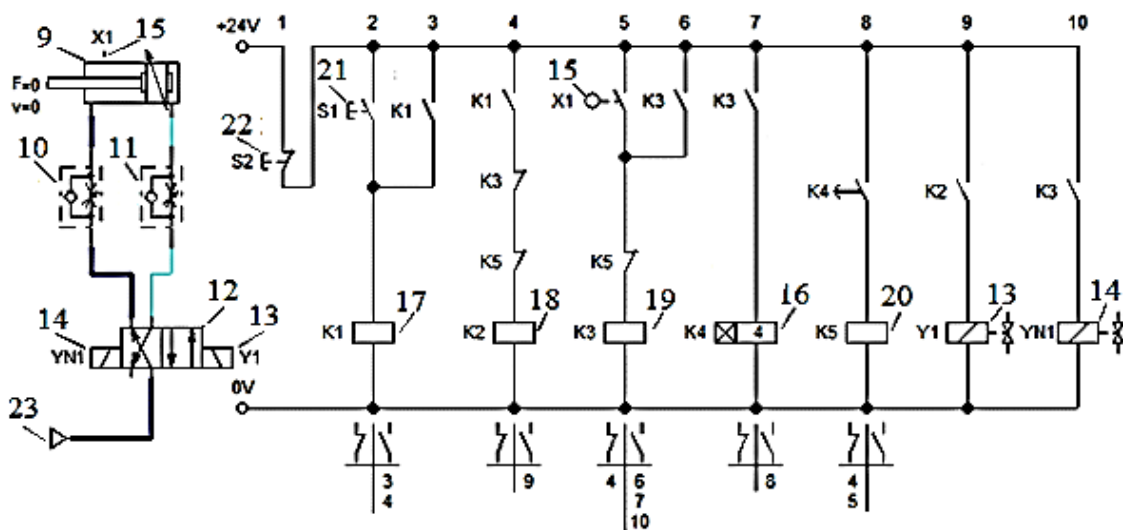 9 X1 15
F=0
v=0
10 11
14 12 13
YN1 Y1
23
+24V 1 2 3 4 5 6 7 8 9 10
21 15
S1 K1 K1 X1 K3 K3
22
S2
K3 K4 K2 K3
K5 K5
17 18 19 16 20 13 14
K1 K2 K3 K4 4 K5 Y1 YN1
0V
3 9 4 6 8 4
4 7 5
10